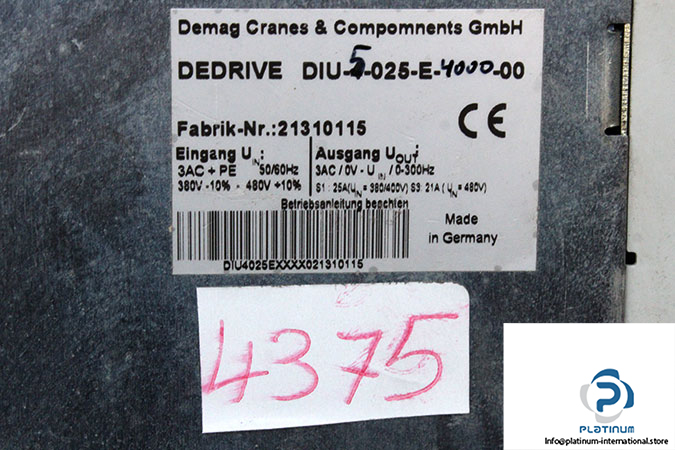 Demag Cranes & Compomnents GmbH
DEDRIVE DIU-5-025-E-4000-00
Fabrik-Nr.:21310115
CE
Eingang UIN: 50/60Hz
3AC + PE
380V -10% - 480V +10%
Ausgang UOUT:
3AC / 0V - UIN / 0-300Hz
S1 : 25A(UIN = 380/400V) S3: 21A ( UIN = 480V)
Betriebsanleitung beachten
Made
in Germany
DIU4025EXXXX021310115
4375
PLATINUM
Info@platinum-international.store